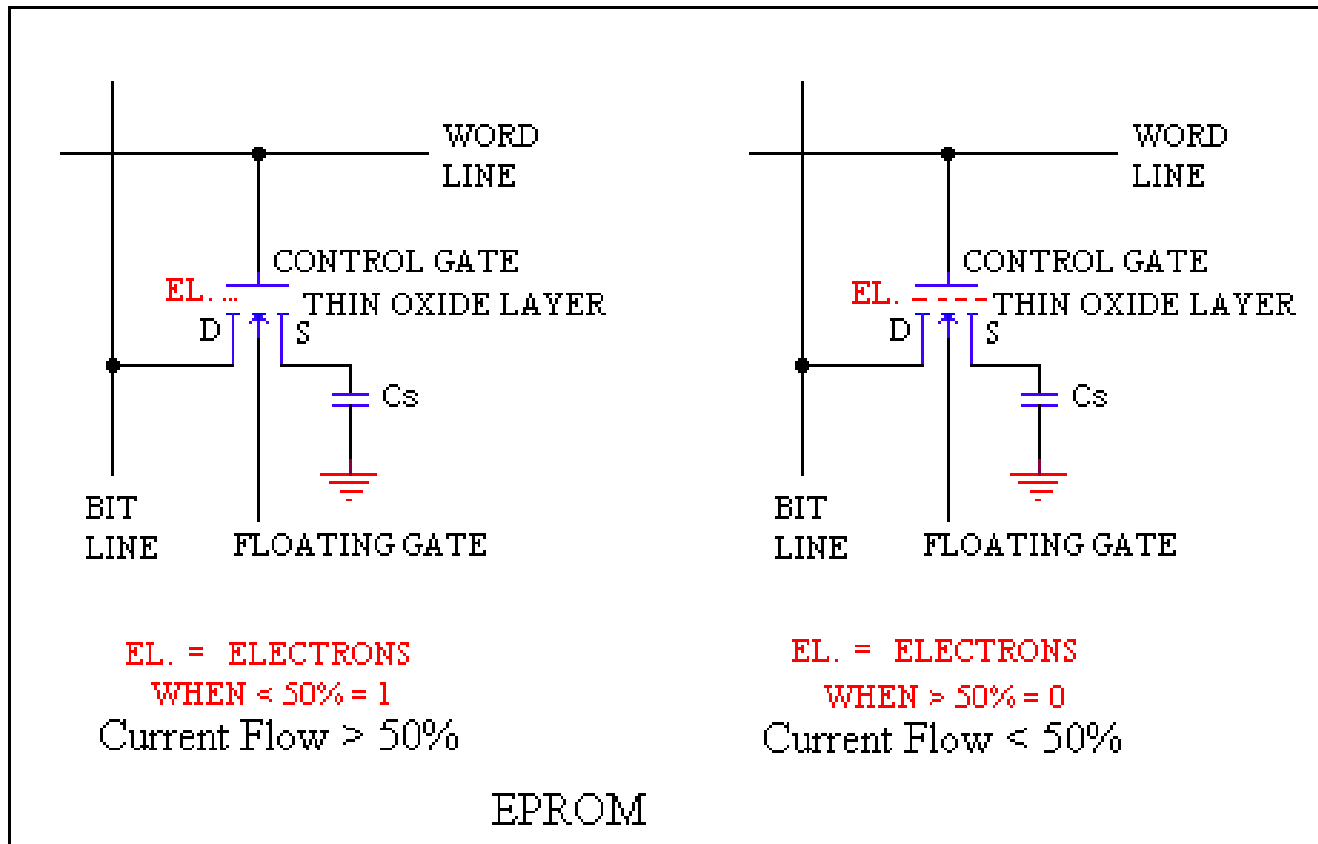 WORD
LINE
CONTROL GATE
EL.
THIN OXIDE LAYER
D
S
Cs
BIT
LINE
FLOATING GATE
EL. = ELECTRONS
WHEN < 50% = 1
Current Flow > 50%
WORD
LINE
CONTROL GATE
EL.
THIN OXIDE LAYER
D
S
Cs
BIT
LINE
FLOATING GATE
EL. = ELECTRONS
WHEN > 50% = 0
Current Flow < 50%
EPROM